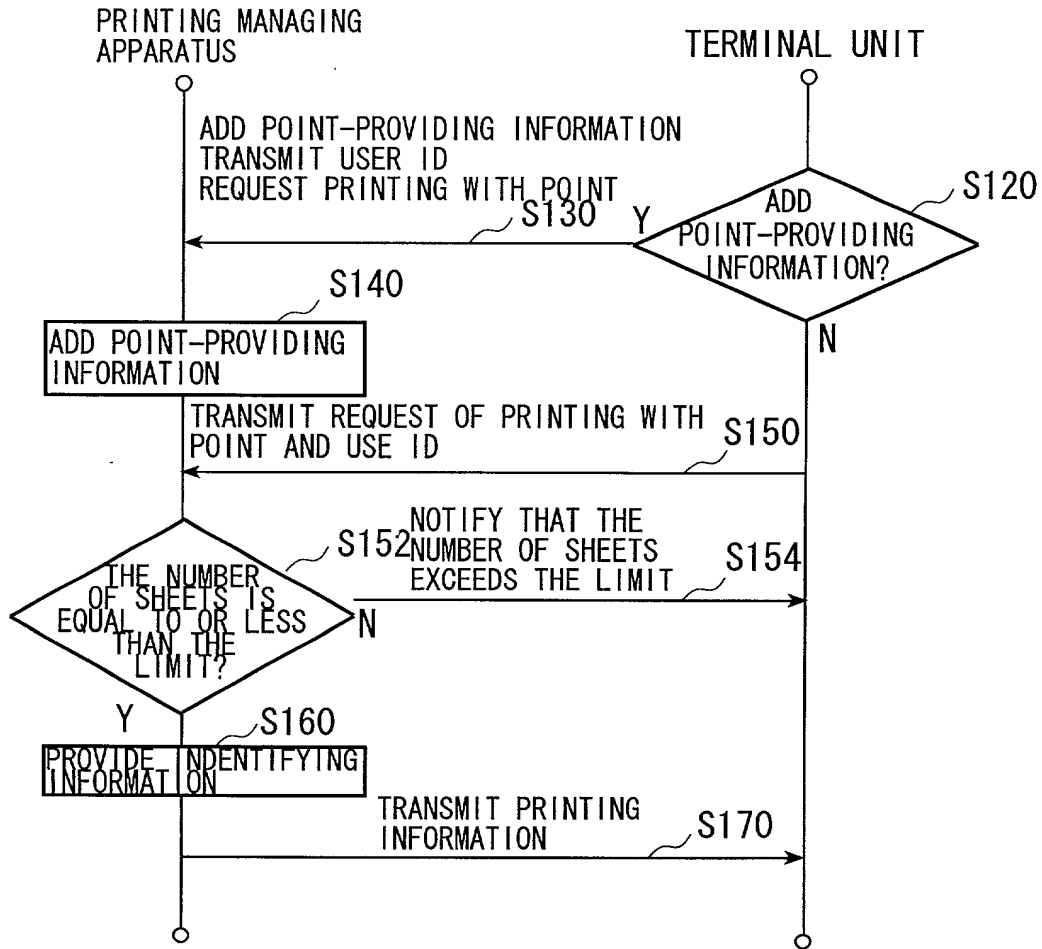 PRINTING MANAGING
APPARATUS
TERMINAL UNIT
ADD POINT-PROVIDING INFORMATION
TRANSMIT USER ID
REQUEST PRINTING WITH POINT
S130
Y
ADD
POINT-PROVIDING
INFORMATION?
S120
S140
N
ADD POINT-PROVIDING
INFORMATION
TRANSMIT REQUEST OF PRINTING WITH
POINT AND USE ID
S150
S152
NOTIFY THAT THE
NUMBER OF SHEETS
EXCEEDS THE LIMIT
S154
THE NUMBER
OF SHEETS IS
EQUAL TO OR LESS
THAN THE
LIMIT?
N
Y
S160
PROVIDE INDENTIFYING
INFORMATION
TRANSMIT PRINTING
INFORMATION
S170